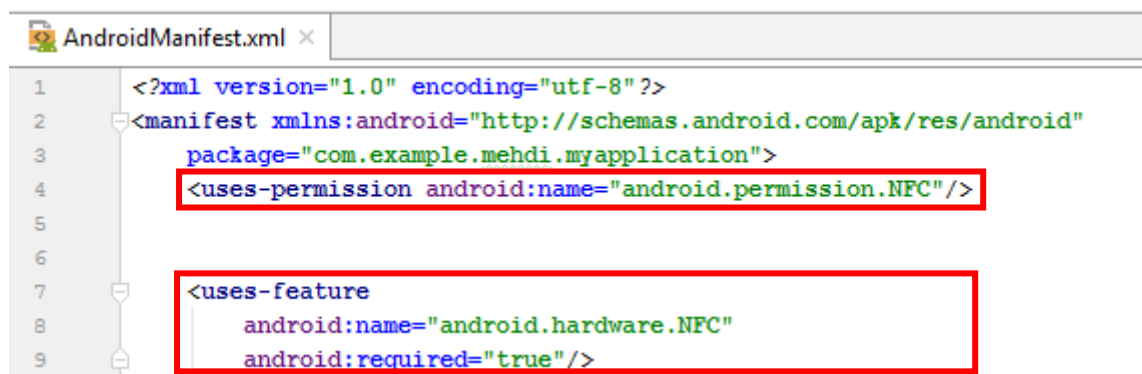 AndroidManifest.xml ×
1 <?xml version="1.0" encoding="utf-8"?>
2 <manifest xmlns:android="http://schemas.android.com/apk/res/android"
3 package="com.example.mehdi.myapplication">
4 <uses-permission android:name="android.permission.NFC"/>
5
6
7 <uses-feature
8 android:name="android.hardware.NFC"
9 android:required="true"/>